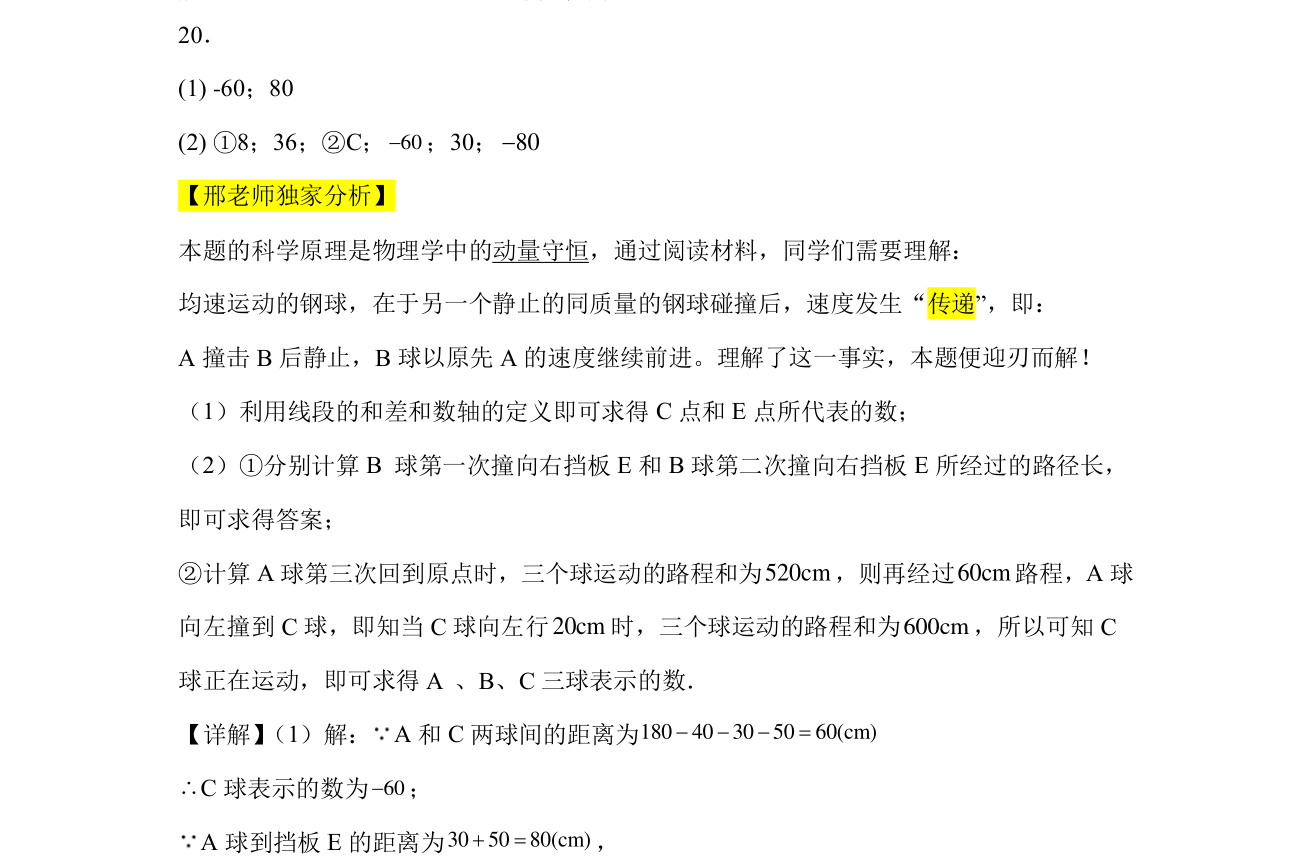 20．
(1) -60；80
(2) ①8；36；②C；−60；30；−80
【邢老师独家分析】
本题的科学原理是物理学中的动量守恒，通过阅读材料，同学们需要理解：
均速运动的钢球，在于另一个静止的同质量的钢球碰撞后，速度发生“传递”，即：
A 撞击 B 后静止，B 球以原先 A 的速度继续前进。理解了这一事实，本题便迎刃而解！
（1）利用线段的和差和数轴的定义即可求得 C 点和 E 点所代表的数；
（2）①分别计算 B 球第一次撞向右挡板 E 和 B 球第二次撞向右挡板 E 所经过的路径长，
即可求得答案；
②计算 A 球第三次回到原点时，三个球运动的路程和为520cm，则再经过60cm路程，A 球
向左撞到 C 球，即知当 C 球向左行20cm时，三个球运动的路程和为600cm，所以可知 C
球正在运动，即可求得 A 、B、C 三球表示的数．
【详解】（1）解：∵A 和 C 两球间的距离为180−40−30−50=60(cm)
∴C 球表示的数为−60；
∵A 球到挡板 E 的距离为30+50=80(cm)，